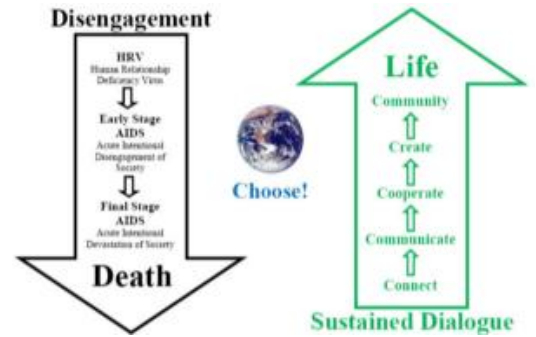 Disengagement
HRV
Human Relationship
Deficiency Virus
Early Stage
AIDS
Acute Intentional
Disengagement of
Society
Final Stage
AIDS
Acute Intentional
Devastation of Society
Death
Choose!
Life
Community
Create
Cooperate
Communicate
Connect
Sustained Dialogue